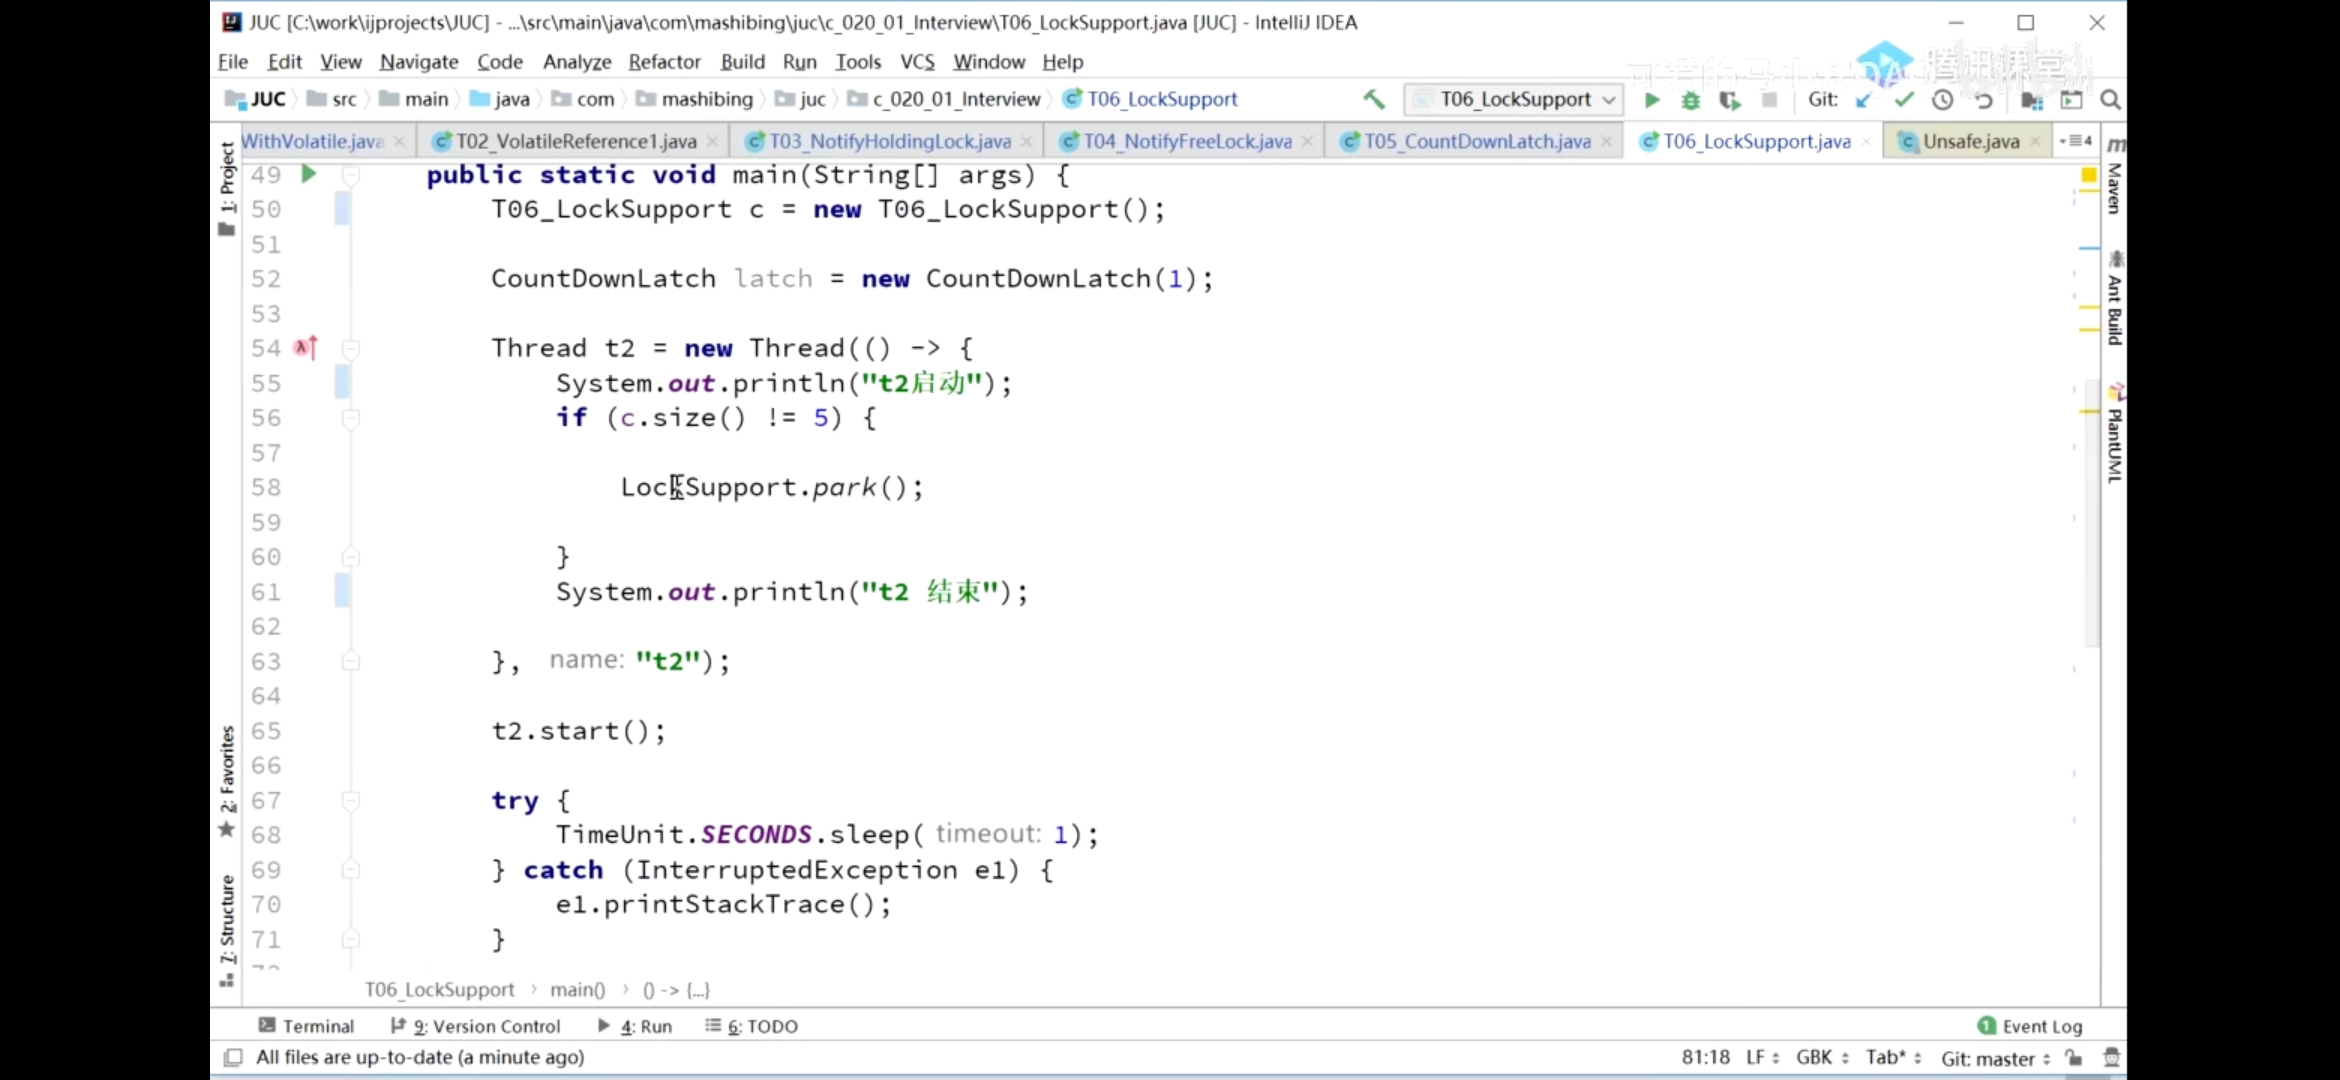 JUC [C:\work\ijprojects\JUC] - ...\src\main\java\com\mashibing\juc\c_020_01_Interview\T06_LockSupport.java [JUC] - IntelliJ IDEA
File Edit View Navigate Code Analyze Refactor Build Run Tools VCS Window Help
腾讯课堂
JUC src main java com mashibing juc c_020_01_Interview T06_LockSupport T06_LockSupport Git:
WithVolatile.java T02_VolatileReference1.java T03_NotifyHoldingLock.java T04_NotifyFreeLock.java T05_CountDownLatch.java T06_LockSupport.java Unsafe.java 4
1: Project
2: Favorites
7: Structure
Maven
Ant Build
PlantUML
49 public static void main(String[] args) {
50 T06_LockSupport c = new T06_LockSupport();
51
52 CountDownLatch latch = new CountDownLatch(1);
53
54 Thread t2 = new Thread(() -> {
55 System.out.println("t2启动");
56 if (c.size() != 5) {
57
58 LockSupport.park();
59
60 }
61 System.out.println("t2 结束");
62
63 }, name: "t2");
64
65 t2.start();
66
67 try {
68 TimeUnit.SECONDS.sleep( timeout: 1);
69 } catch (InterruptedException e1) {
70 e1.printStackTrace();
71 }
T06_LockSupport › main() › () -> {...}
Terminal 9: Version Control 4: Run 6: TODO 1 Event Log
All files are up-to-date (a minute ago) 81:18 LF GBK Tab* Git: master